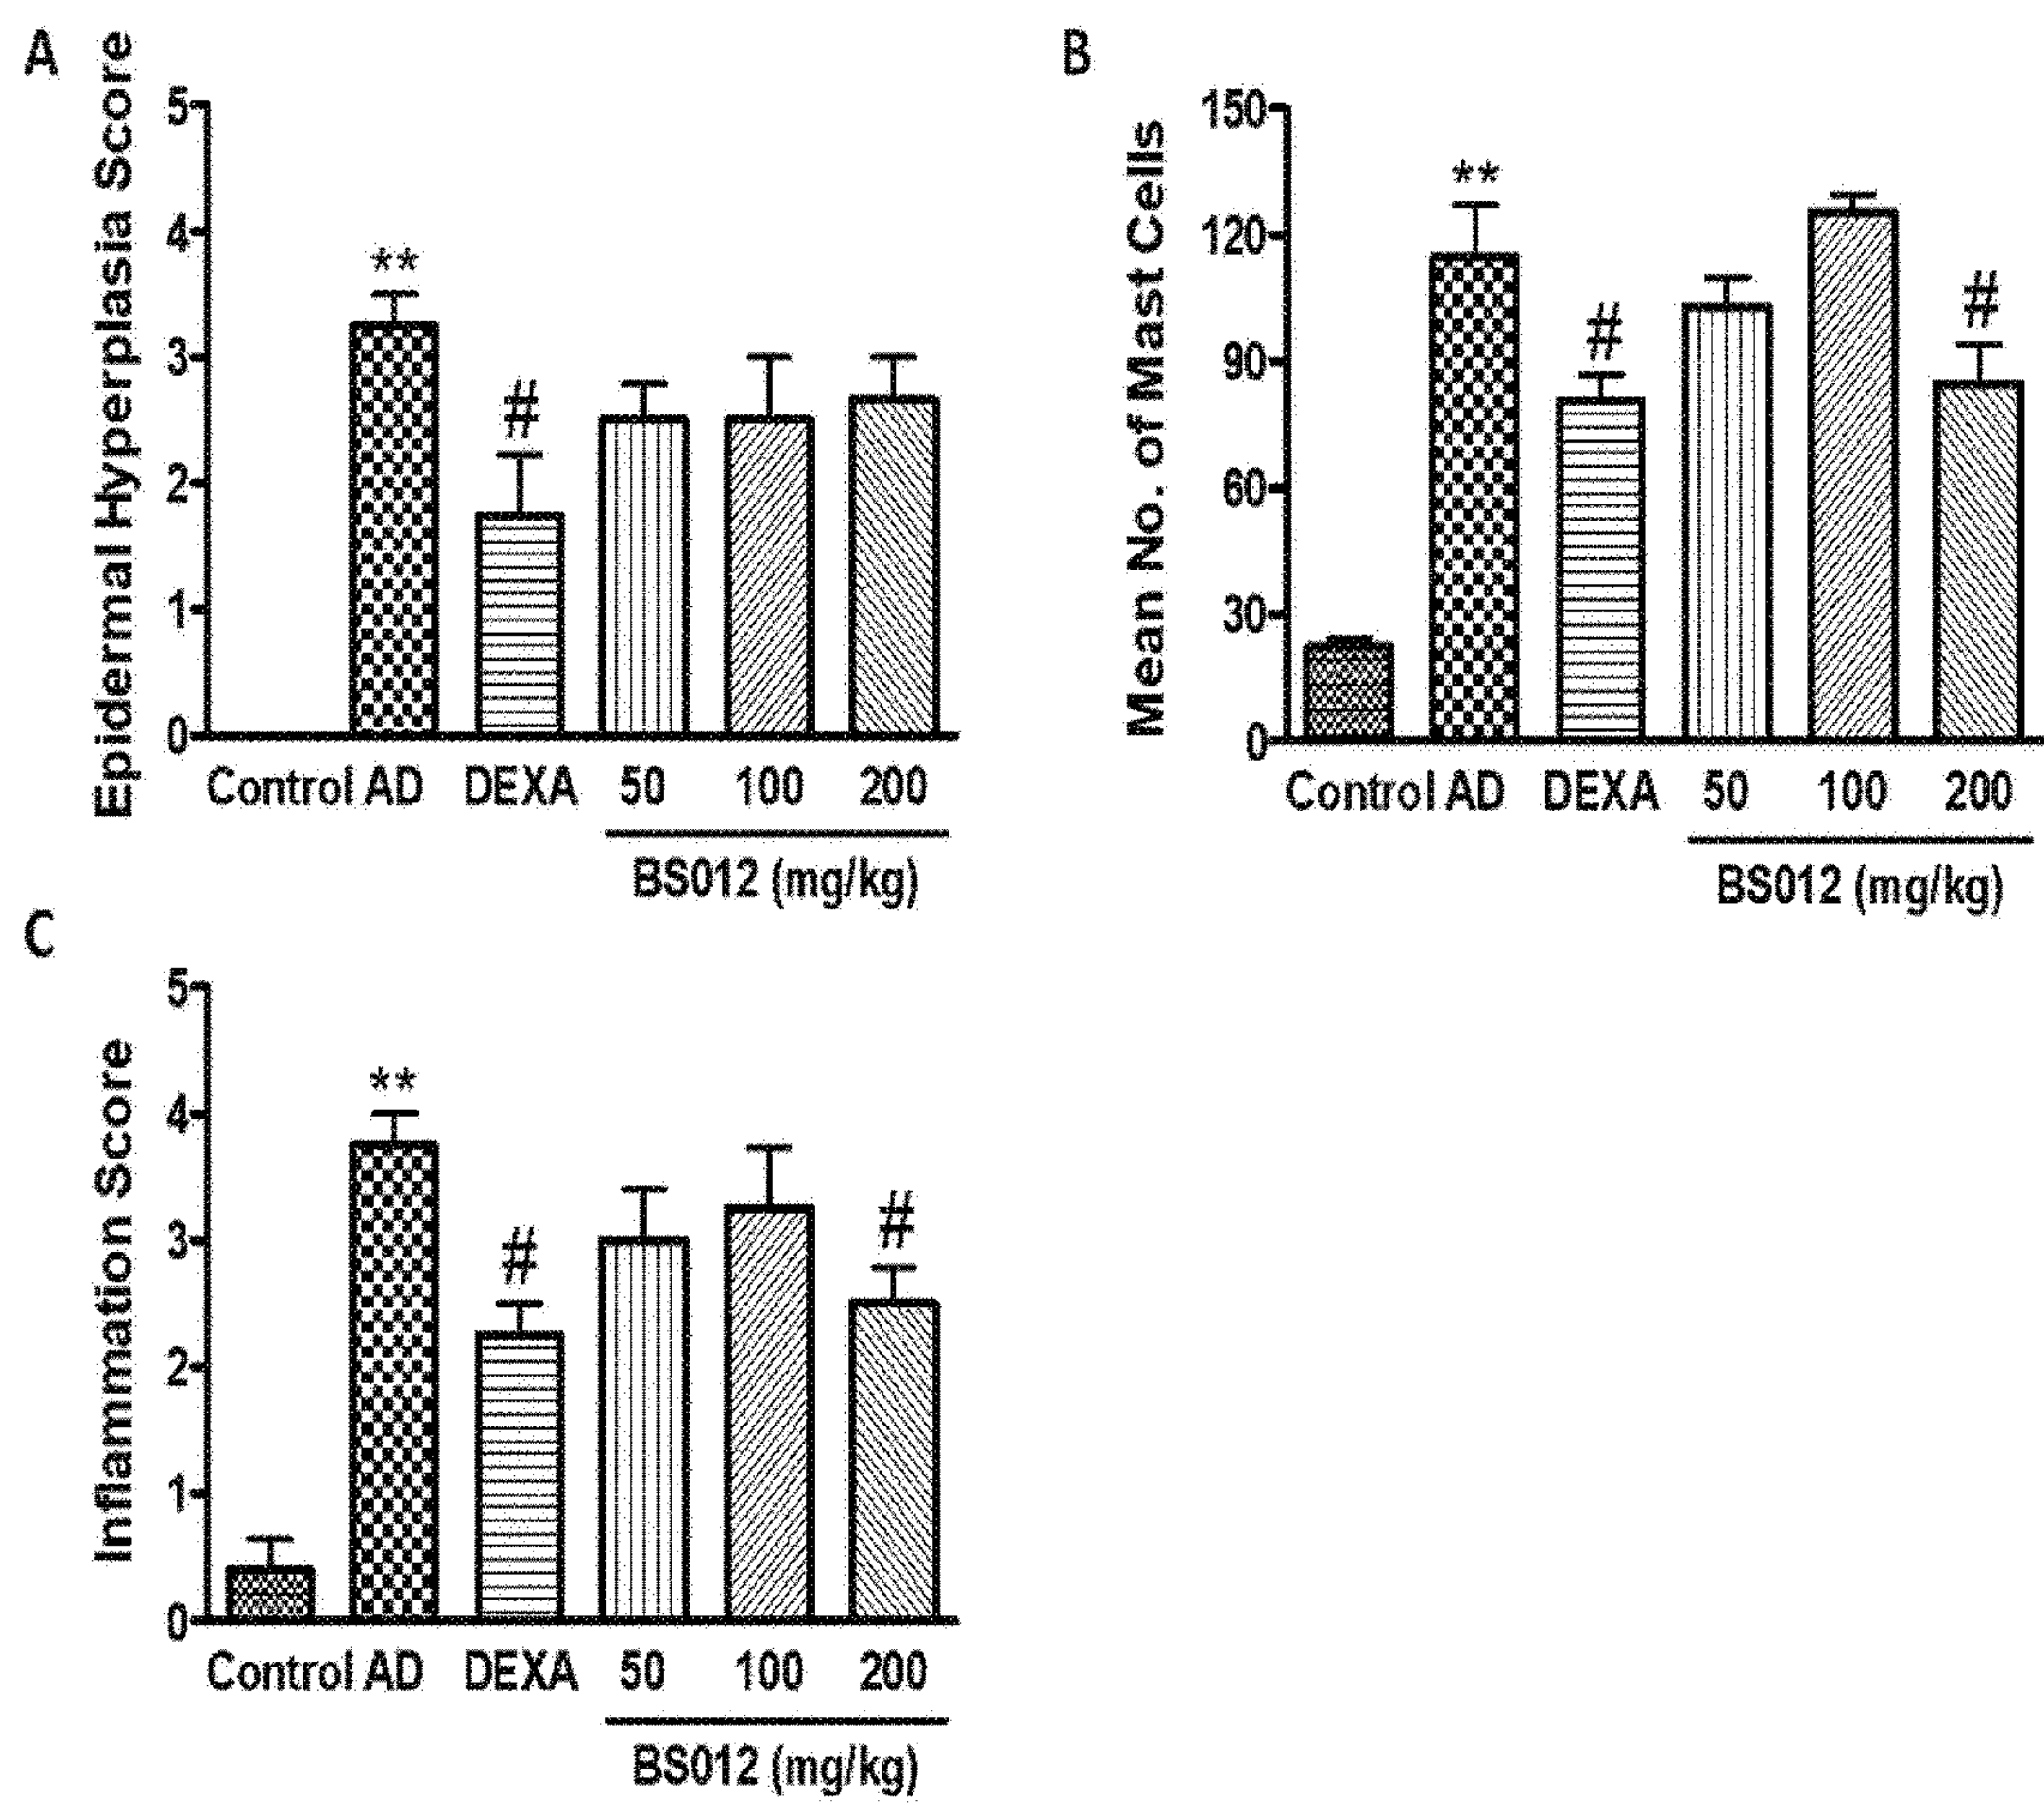 A
Epidermal Hyperplasia Score
5
4
3
2
1
0
**
#
Control AD DEXA 50 100 200
BS012 (mg/kg)
B
Mean No. of Mast Cells
150
120
90
60
30
0
**
#
#
Control AD DEXA 50 100 200
BS012 (mg/kg)
C
Inflammation Score
5
4
3
2
1
0
**
#
#
Control AD DEXA 50 100 200
BS012 (mg/kg)